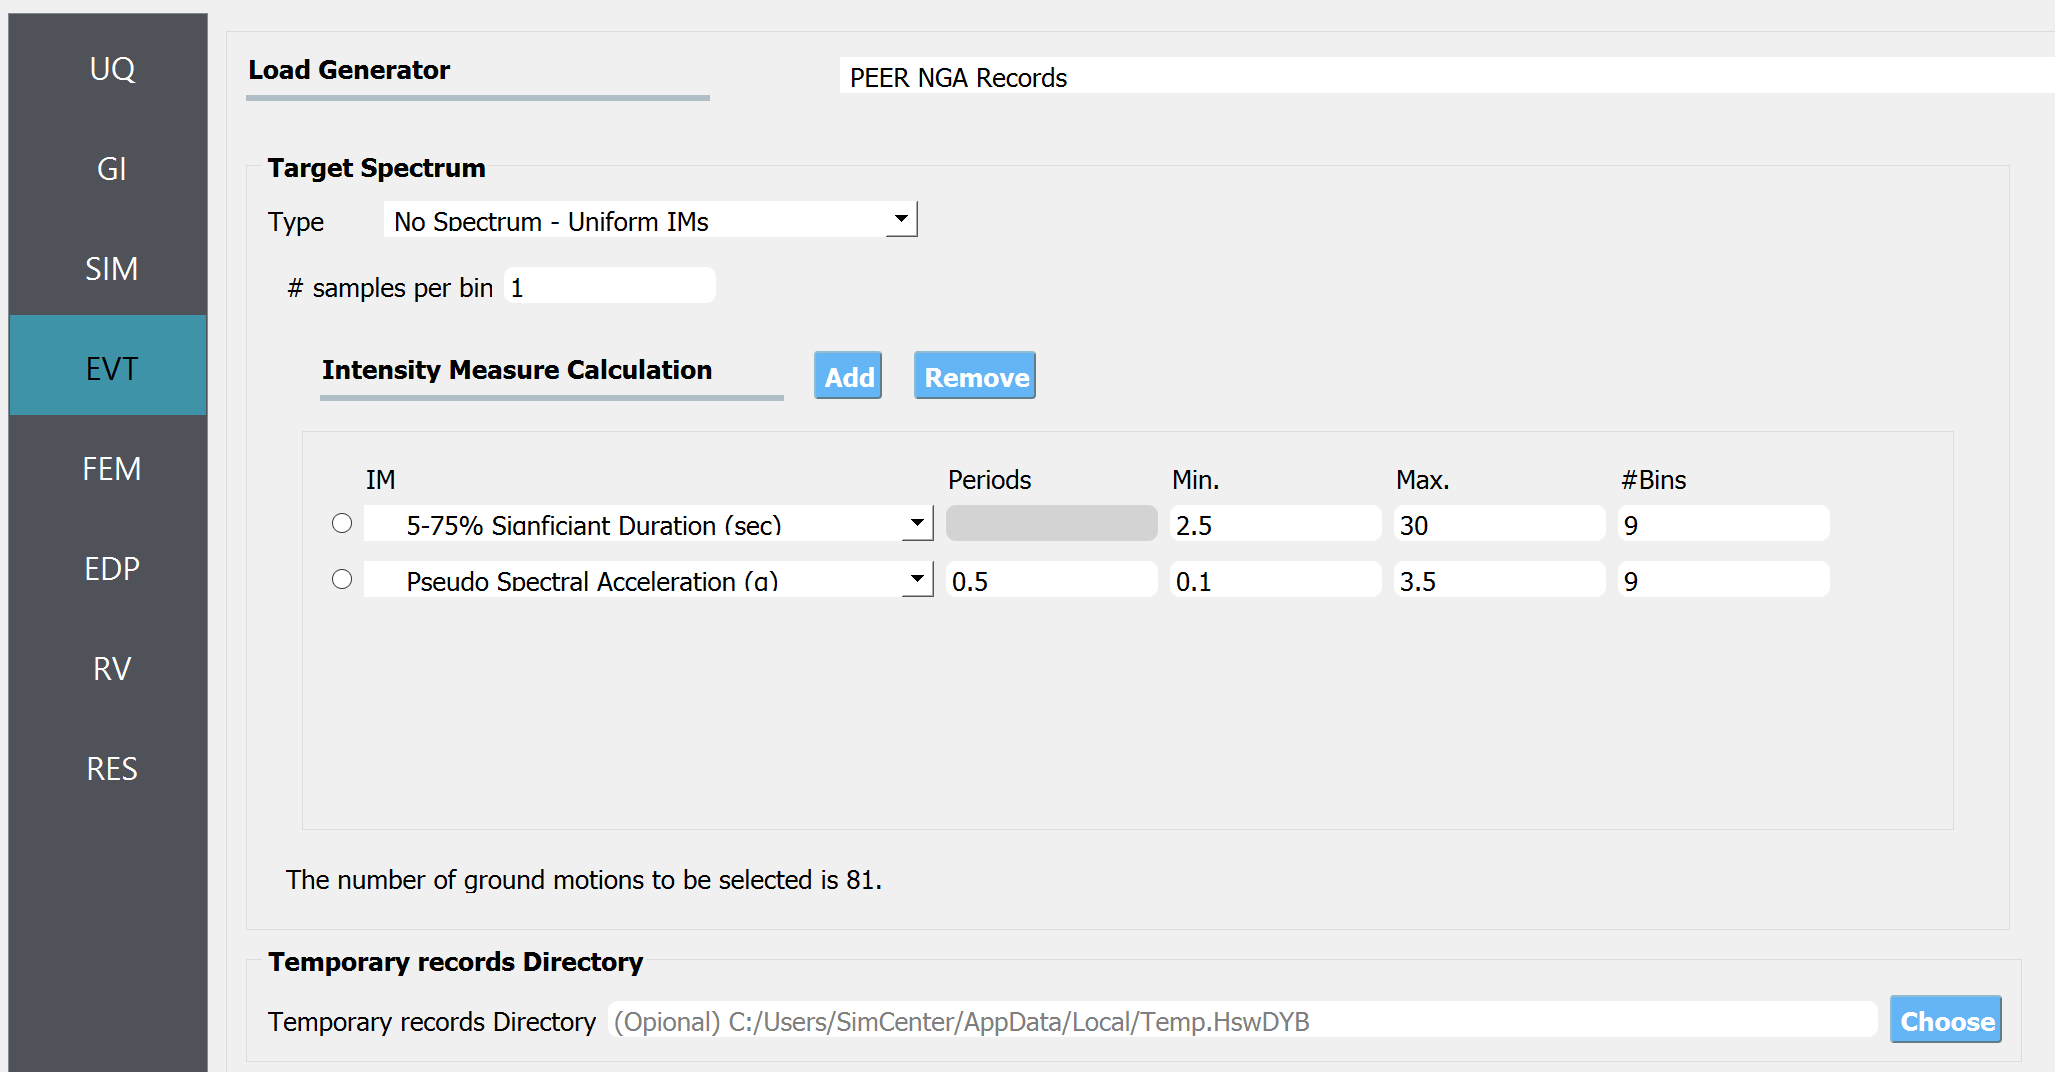 UQ
GI
SIM
EVT
FEM
EDP
RV
RES
Load Generator
PEER NGA Records
Target Spectrum
Type No Spectrum - Uniform IMs
# samples per bin 1
Intensity Measure Calculation Add Remove
IM Periods Min. Max. #Bins
5-75% Signficiant Duration (sec) 2.5 30 9
Pseudo Spectral Acceleration (g) 0.5 0.1 3.5 9
The number of ground motions to be selected is 81.
Temporary records Directory
Temporary records Directory (Opional) C:/Users/SimCenter/AppData/Local/Temp.HswDYB Choose